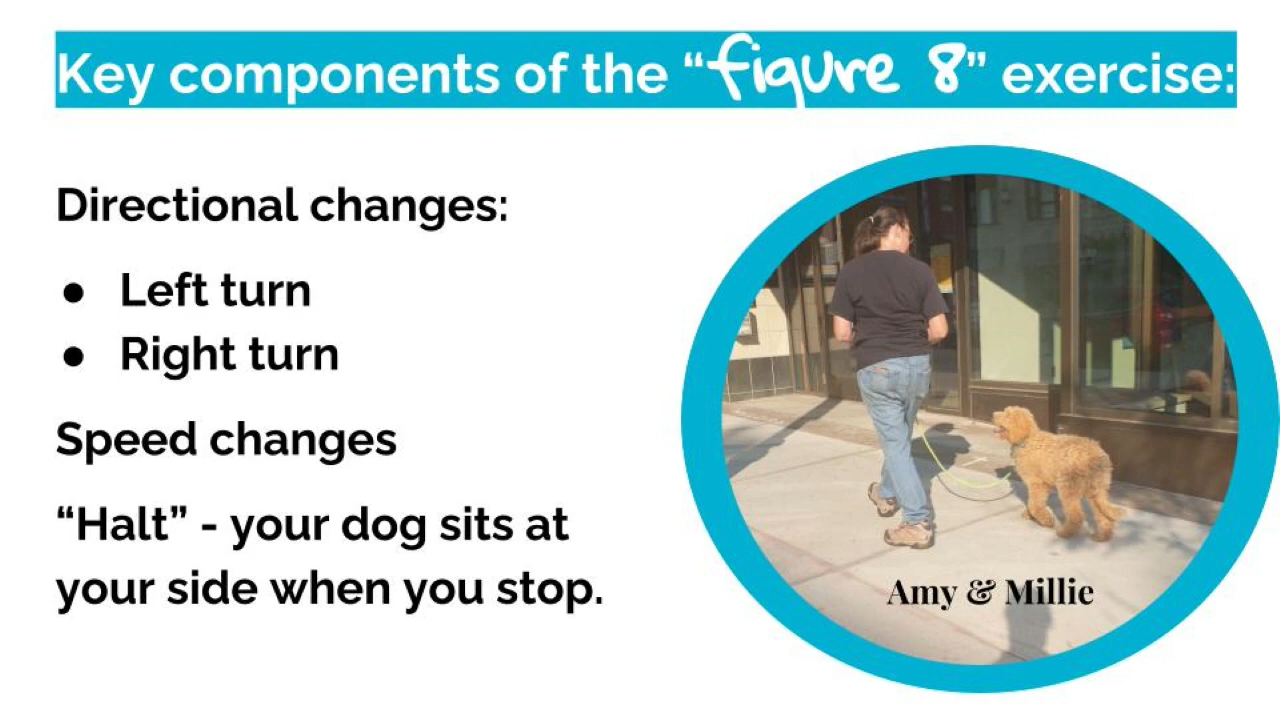 Key components of the “figure 8” exercise:
Directional changes:
● Left turn
● Right turn
Speed changes
“Halt” - your dog sits at
your side when you stop.
Amy & Millie